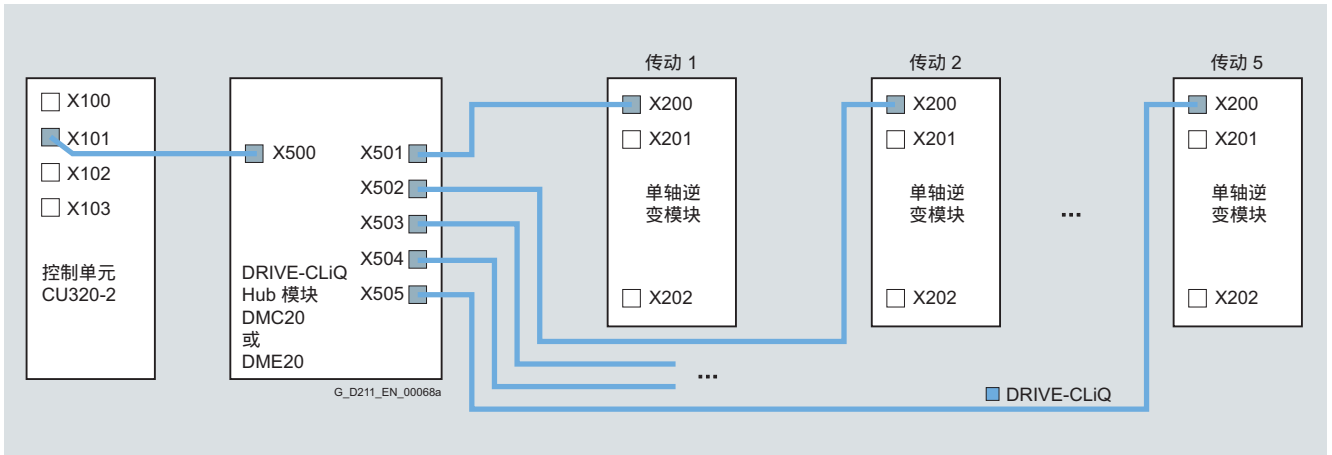 传动 1
传动 2
传动 5
X100
X101
X102
X103
控制单元
CU320-2
X500
X501
X502
X503
X504
X505
DRIVE-CLiQ
Hub 模块
DMC20
或
DME20
G_D211_EN_00068a
X200
X201
单轴逆
变模块
X202
X200
X201
单轴逆
变模块
X202
...
X200
X201
单轴逆
变模块
X202
...
DRIVE-CLiQ